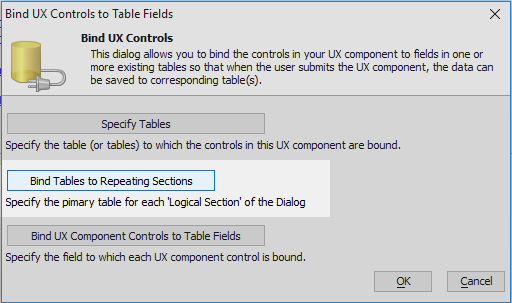 Bind UX Controls to Table Fields
Bind UX Controls
This dialog allows you to bind the controls in your UX component to fields in one or
more existing tables so that when the user submits the UX component, the data can
be saved to corresponding table(s).
Specify Tables
Specify the table (or tables) to which the controls in this UX component are bound.
Bind Tables to Repeating Sections
Specify the pimary table for each 'Logical Section' of the Dialog
Bind UX Component Controls to Table Fields
Specify the field to which each UX component control is bound.
OK
Cancel